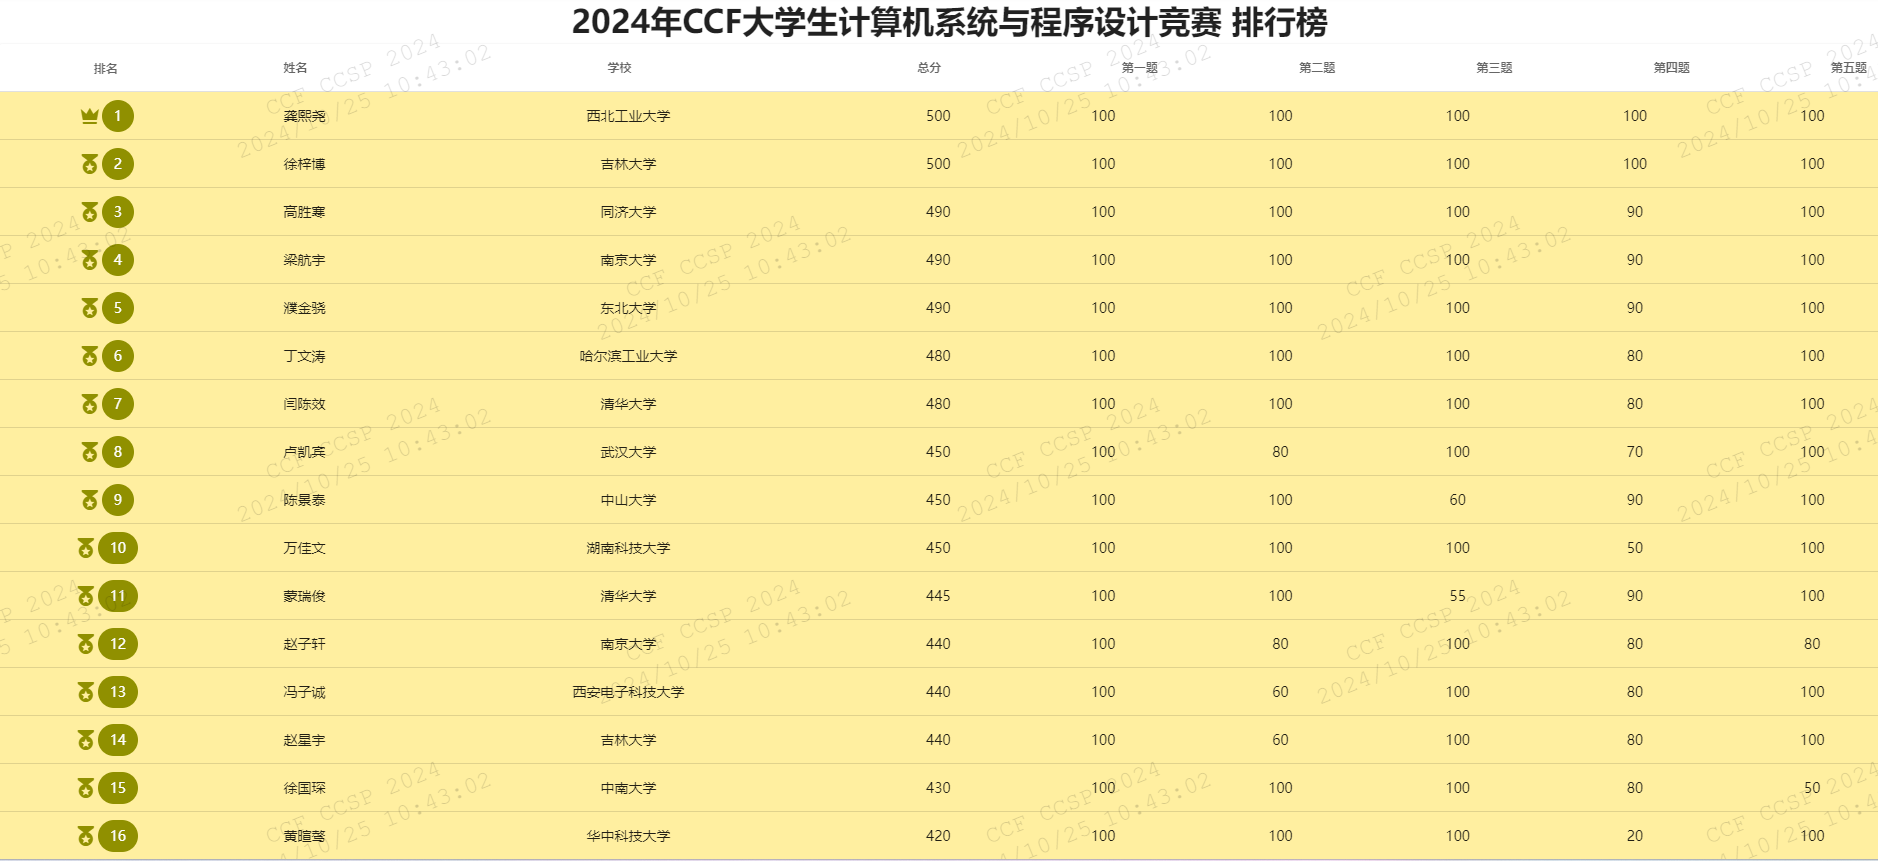 2024年CCF大学生计算机系统与程序设计竞赛 排行榜
排名 姓名 学校 总分 第一题 第二题 第三题 第四题 第五题
1 龚熙尧 西北工业大学 500 100 100 100 100 100
2 徐梓博 吉林大学 500 100 100 100 100 100
3 高胜寒 同济大学 490 100 100 100 90 100
4 梁航宇 南京大学 490 100 100 100 90 100
5 濮金骁 东北大学 490 100 100 100 90 100
6 丁文涛 哈尔滨工业大学 480 100 100 100 80 100
7 闫陈效 清华大学 480 100 100 100 80 100
8 卢凯宾 武汉大学 450 100 80 100 70 100
9 陈景泰 中山大学 450 100 100 60 90 100
10 万佳文 湖南科技大学 450 100 100 100 50 100
11 蒙瑞俊 清华大学 445 100 100 55 90 100
12 赵子轩 南京大学 440 100 80 100 80 80
13 冯子诚 西安电子科技大学 440 100 60 100 80 100
14 赵星宇 吉林大学 440 100 60 100 80 100
15 徐国琛 中南大学 430 100 100 100 80 50
16 黄暄骜 华中科技大学 420 100 100 100 20 100
CCF CCSP 2024
2024/10/25 10:43:02